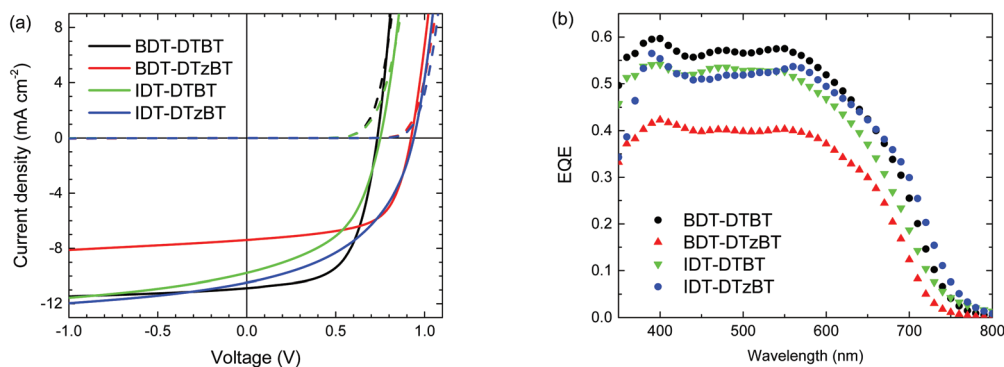 (a)
8
4
0
-4
-8
-12
Current density (mA cm⁻²)
BDT-DTBT
BDT-DTzBT
IDT-DTBT
IDT-DTzBT
-1.0 -0.5 0.0 0.5 1.0
Voltage (V)
(b)
0.6
0.5
0.4
0.3
0.2
0.1
0.0
EQE
BDT-DTBT
BDT-DTzBT
IDT-DTBT
IDT-DTzBT
400 500 600 700 800
Wavelength (nm)